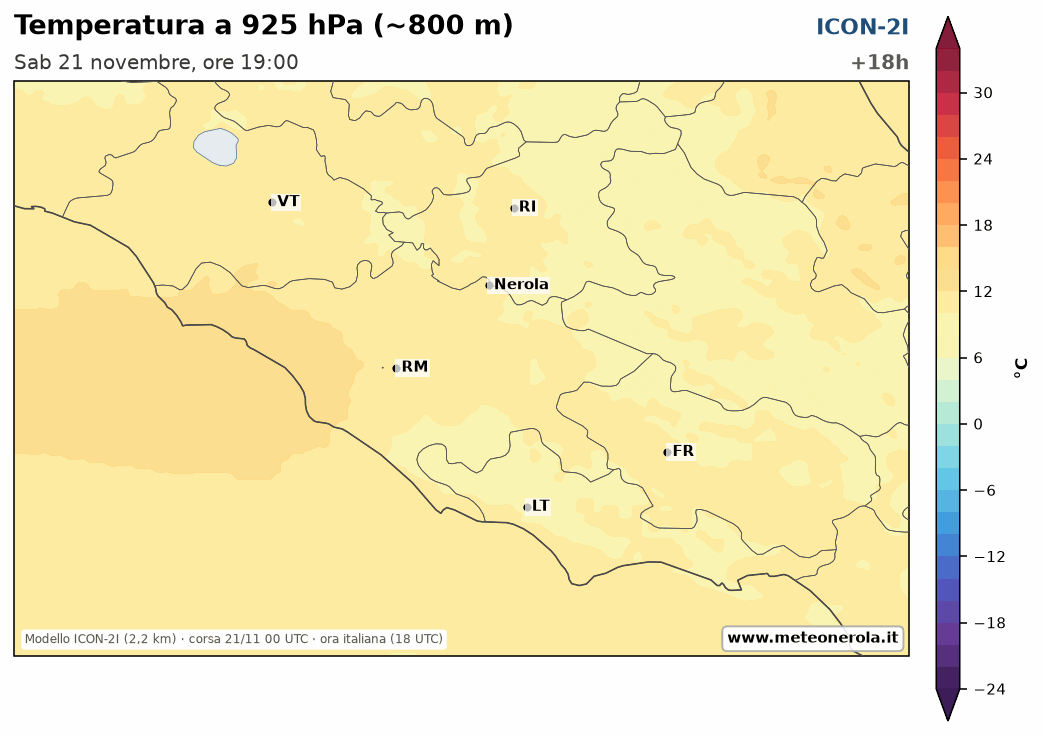 Temperatura a 925 hPa (~800 m)
ICON-2I
Sab 21 novembre, ore 19:00
+18h
VT
RI
Nerola
RM
FR
LT
30
24
18
12
6
0
−6
−12
−18
−24
°C
Modello ICON-2I (2,2 km) · corsa 21/11 00 UTC · ora italiana (18 UTC)
www.meteonerola.it